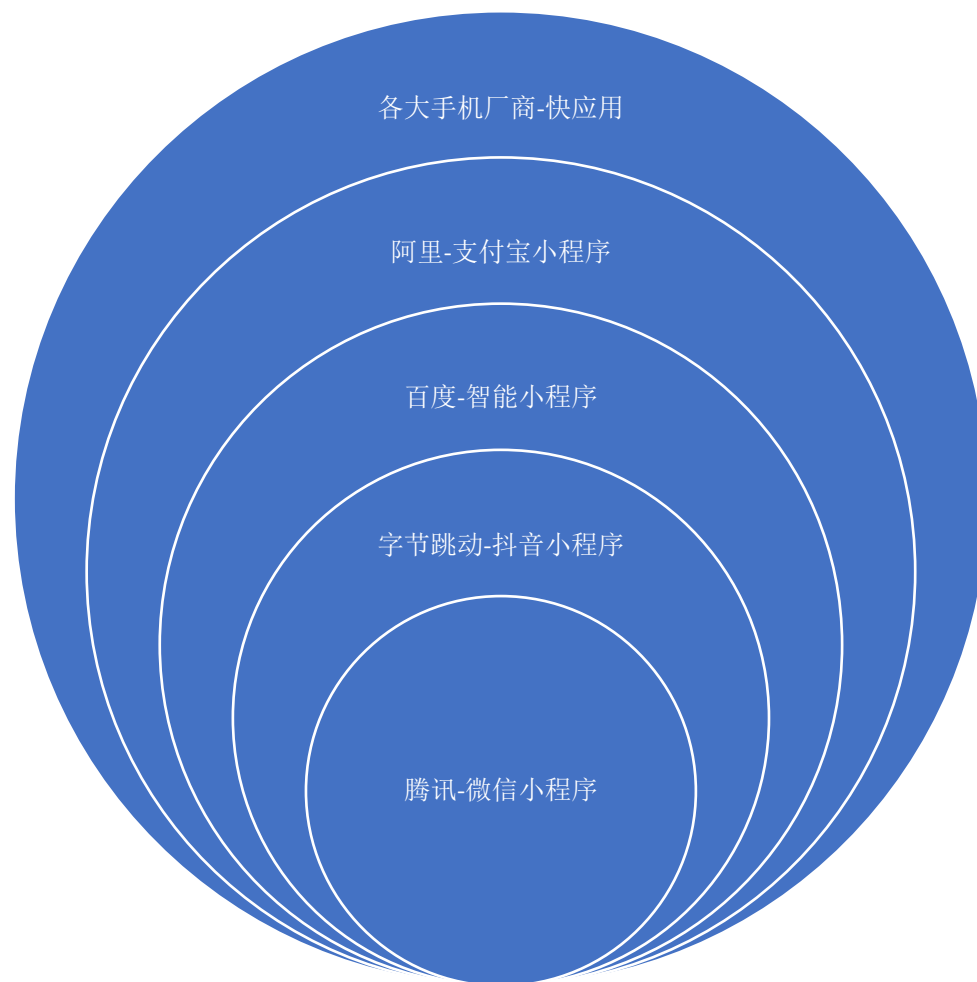 各大手机厂商-快应用
阿里-支付宝小程序
百度-智能小程序
字节跳动-抖音小程序
腾讯-微信小程序